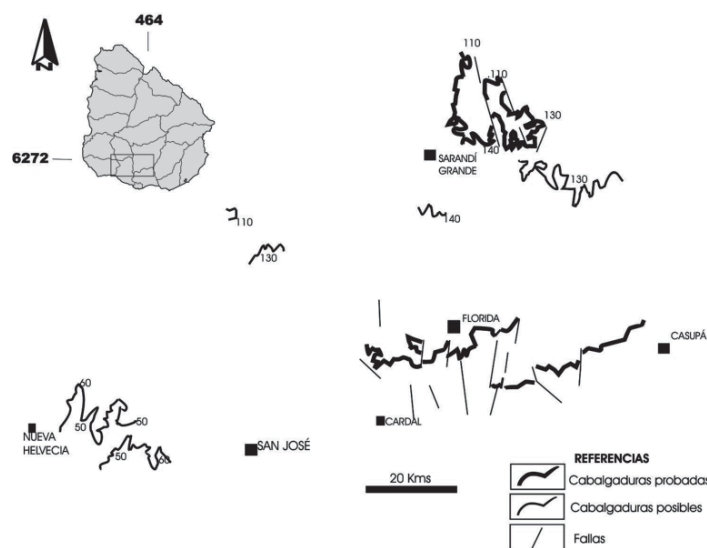 464
N
6272
110
110
130
140
SARANDÍ
GRANDE
130
140
110
130
FLORIDA
CASUPÁ
60
50
50
50
60
NUEVA
HELVECIA
SAN JOSÉ
CARDAL
20 Kms
REFERENCIAS
Cabalgaduras probadas
Cabalgaduras posibles
Fallas